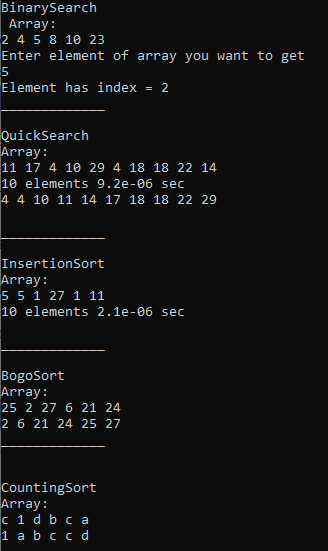 BinarySearch
Array:
2 4 5 8 10 23
Enter element of array you want to get
5
Element has index = 2
_____________
QuickSearch
Array:
11 17 4 10 29 4 18 18 22 14
10 elements 9.2e-06 sec
4 4 10 11 14 17 18 18 22 29
_____________
InsertionSort
Array:
5 5 1 27 1 11
10 elements 2.1e-06 sec
_____________
BogoSort
Array:
25 2 27 6 21 24
2 6 21 24 25 27
_____________
CountingSort
Array:
c 1 d b c a
1 a b c c d